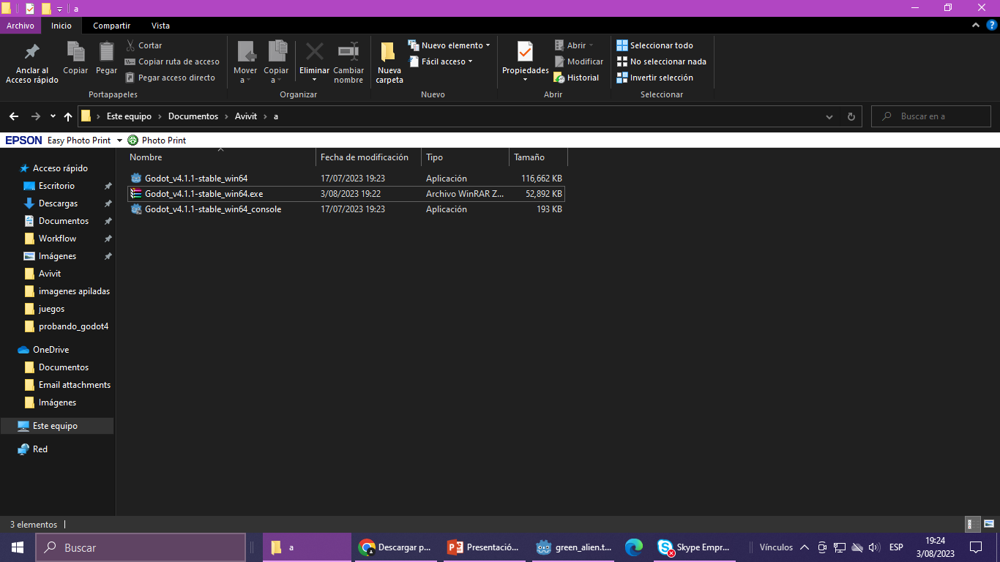 a
Archivo Inicio Compartir Vista
Anclar al Acceso rápido
Copiar
Pegar
Cortar
Copiar ruta de acceso
Pegar acceso directo
Portapapeles
Mover a
Copiar a
Eliminar
Cambiar nombre
Organizar
Nueva carpeta
Nuevo elemento
Fácil acceso
Nuevo
Propiedades
Abrir
Modificar
Historial
Abrir
Seleccionar todo
No seleccionar nada
Invertir selección
Seleccionar
Este equipo > Documentos > Avivit > a
Buscar en a
EPSON Easy Photo Print Photo Print
Nombre Fecha de modificación Tipo Tamaño
Godot_v4.1.1-stable_win64 17/07/2023 19:23 Aplicación 116,662 KB
Godot_v4.1.1-stable_win64.exe 3/08/2023 19:22 Archivo WinRAR Z... 52,892 KB
Godot_v4.1.1-stable_win64_console 17/07/2023 19:23 Aplicación 193 KB
Acceso rápido
Escritorio
Descargas
Documentos
Workflow
Imágenes
Avivit
imagenes apiladas
juegos
probando_godot4
OneDrive
Documentos
Email attachments
Imágenes
Este equipo
Red
3 elementos
Buscar
a
Descargar p...
Presentació...
green_alien.t...
Skype Empr...
Vínculos
ESP
19:24
3/08/2023